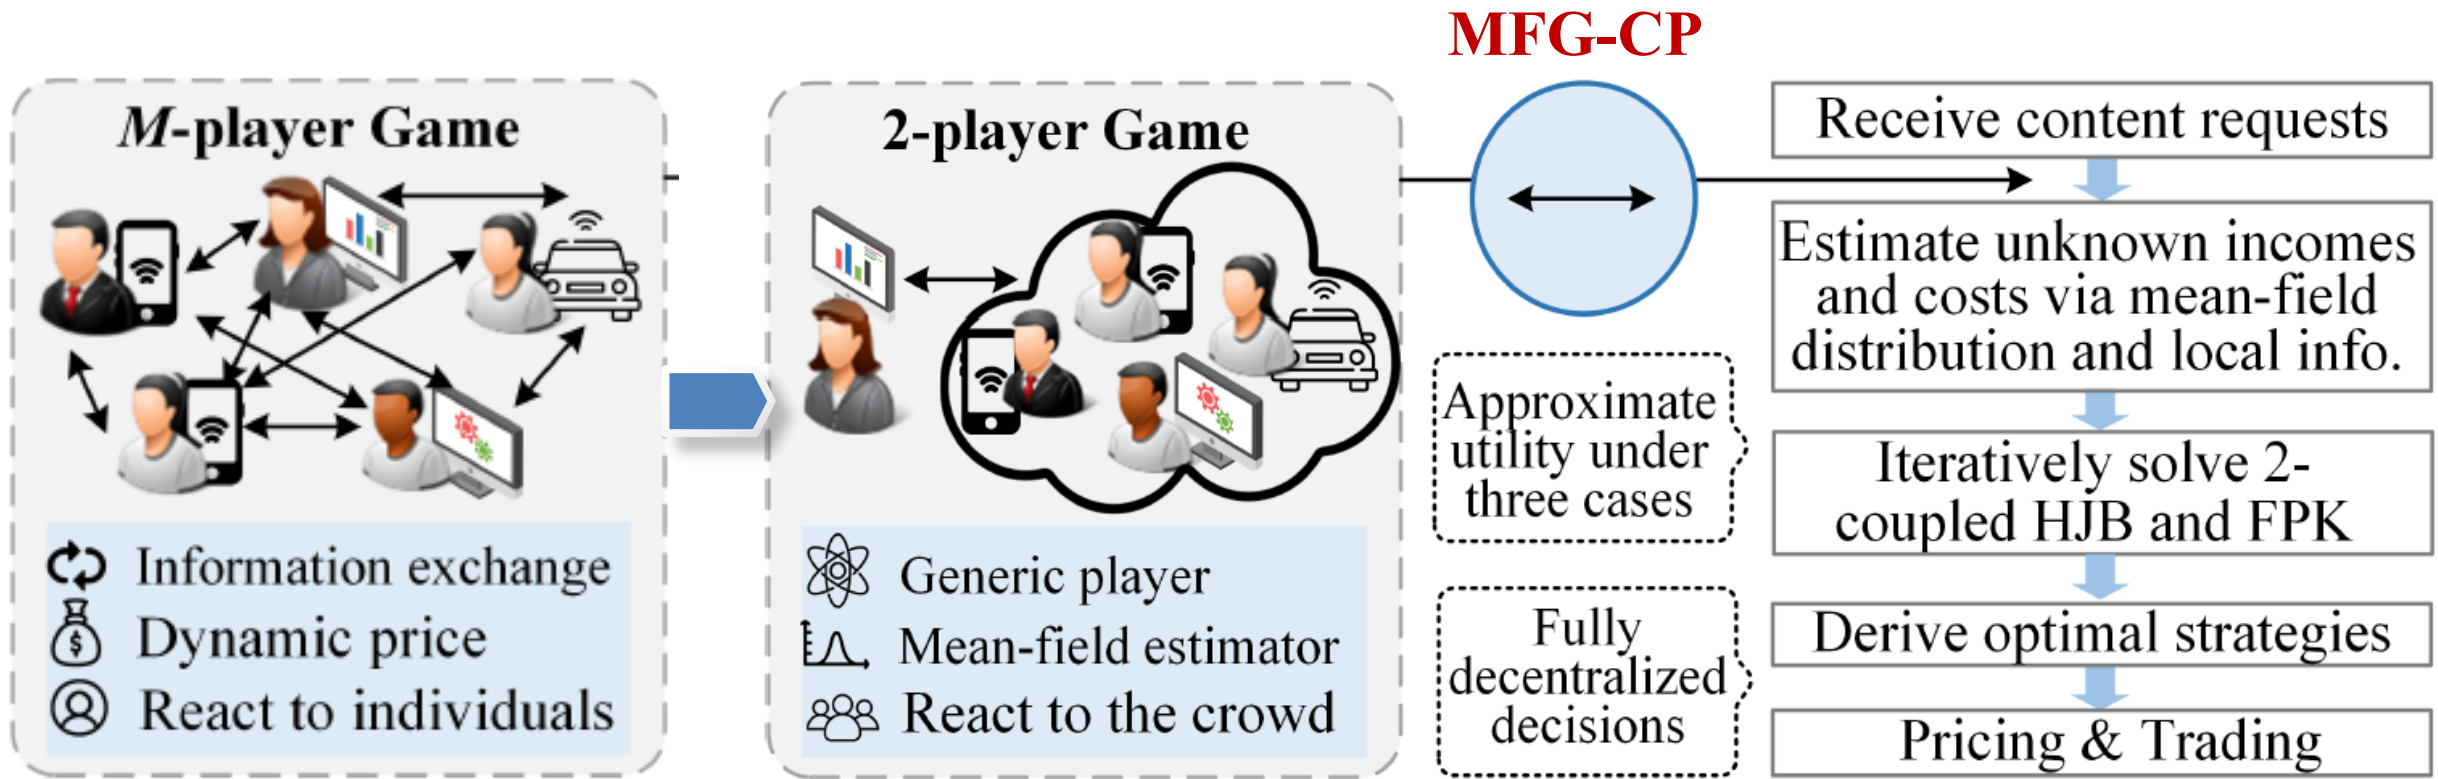 MFG-CP
M-player Game
Information exchange
Dynamic price
React to individuals
2-player Game
Generic player
Mean-field estimator
React to the crowd
Approximate
utility under
three cases
Fully
decentralized
decisions
Receive content requests
Estimate unknown incomes
and costs via mean-field
distribution and local info.
Iteratively solve 2-
coupled HJB and FPK
Derive optimal strategies
Pricing & Trading